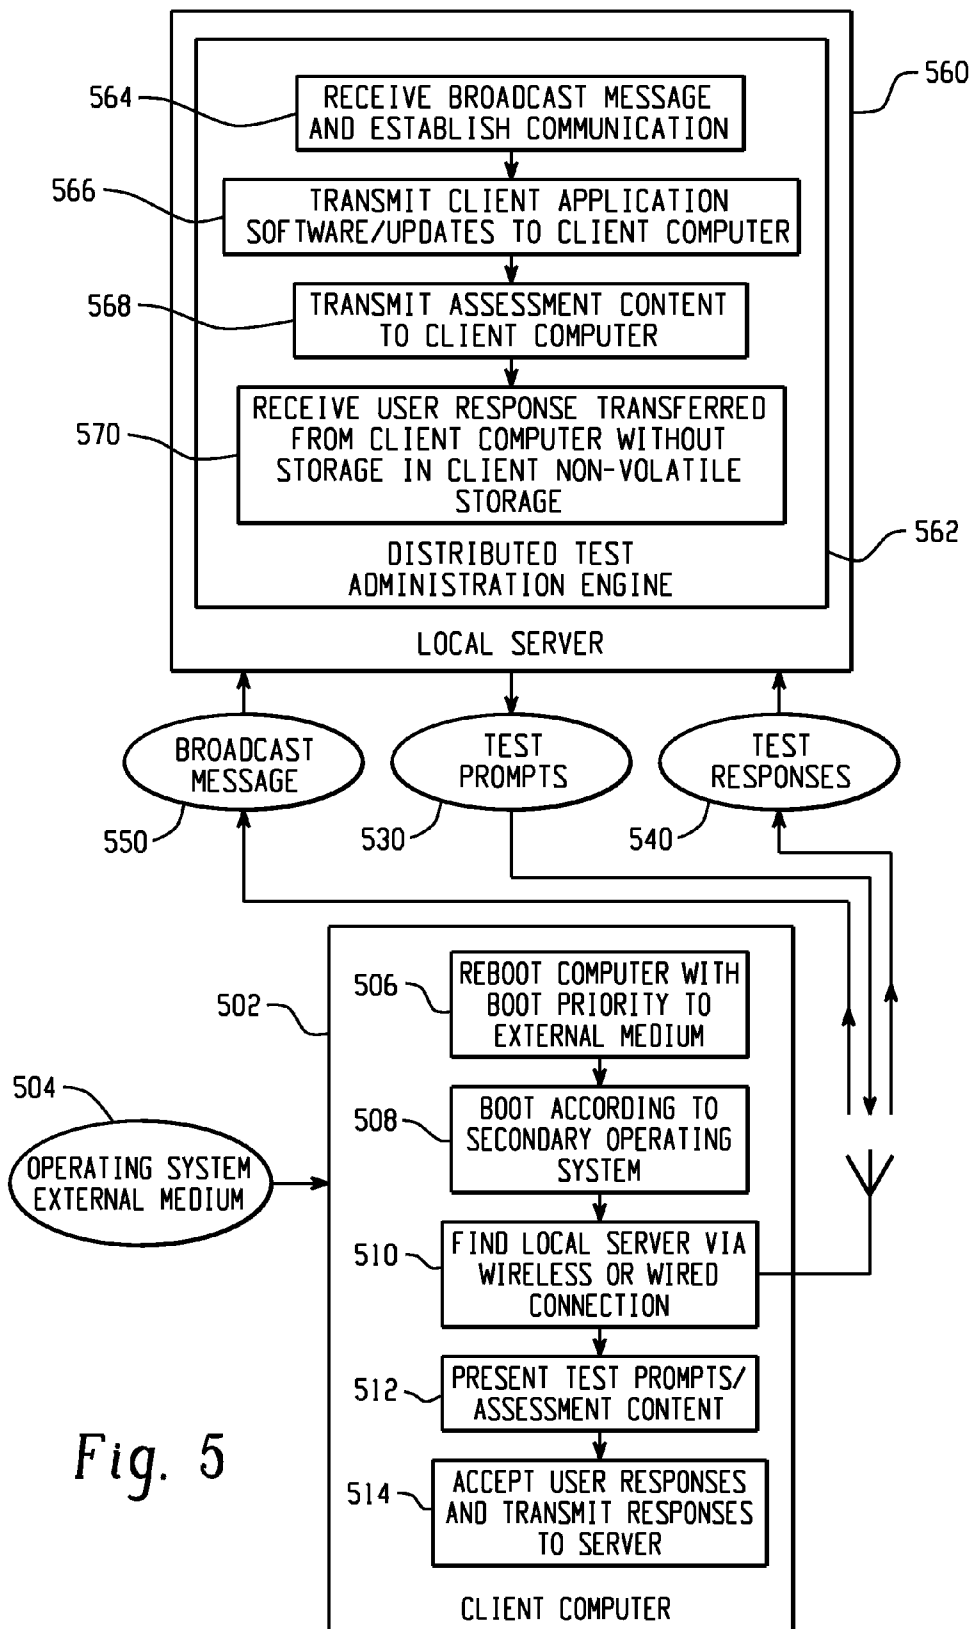 560
564
RECEIVE BROADCAST MESSAGE
AND ESTABLISH COMMUNICATION
566
TRANSMIT CLIENT APPLICATION
SOFTWARE/UPDATES TO CLIENT COMPUTER
568
TRANSMIT ASSESSMENT CONTENT
TO CLIENT COMPUTER
570
RECEIVE USER RESPONSE TRANSFERRED
FROM CLIENT COMPUTER WITHOUT
STORAGE IN CLIENT NON-VOLATILE
STORAGE
562
DISTRIBUTED TEST
ADMINISTRATION ENGINE
LOCAL SERVER
BROADCAST
MESSAGE
550
TEST
PROMPTS
530
TEST
RESPONSES
540
502
506
REBOOT COMPUTER WITH
BOOT PRIORITY TO
EXTERNAL MEDIUM
504
OPERATING SYSTEM
EXTERNAL MEDIUM
508
BOOT ACCORDING TO
SECONDARY OPERATING
SYSTEM
510
FIND LOCAL SERVER VIA
WIRELESS OR WIRED
CONNECTION
512
PRESENT TEST PROMPTS/
ASSESSMENT CONTENT
514
ACCEPT USER RESPONSES
AND TRANSMIT RESPONSES
TO SERVER
CLIENT COMPUTER
Fig. 5